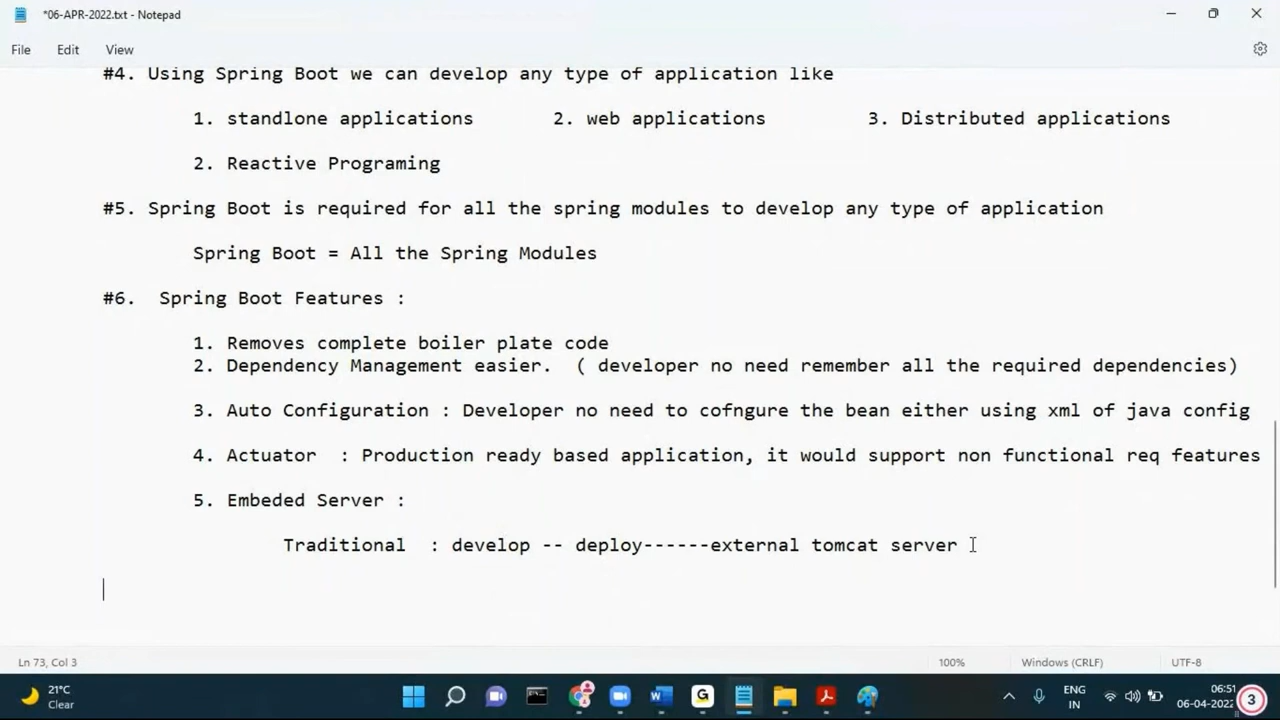 *06-APR-2022.txt - Notepad
File Edit View
#4. Using Spring Boot we can develop any type of application like
1. standlone applications 2. web applications 3. Distributed applications
2. Reactive Programing
#5. Spring Boot is required for all the spring modules to develop any type of application
Spring Boot = All the Spring Modules
#6. Spring Boot Features :
1. Removes complete boiler plate code
2. Dependency Management easier. ( developer no need remember all the required dependencies)
3. Auto Configuration : Developer no need to cofngure the bean either using xml of java config
4. Actuator : Production ready based application, it would support non functional req features
5. Embeded Server :
Traditional : develop -- deploy------external tomcat server
Ln 73, Col 3 100% Windows (CRLF) UTF-8
21°C
Clear
ENG
IN
06:51
06-04-2022
3